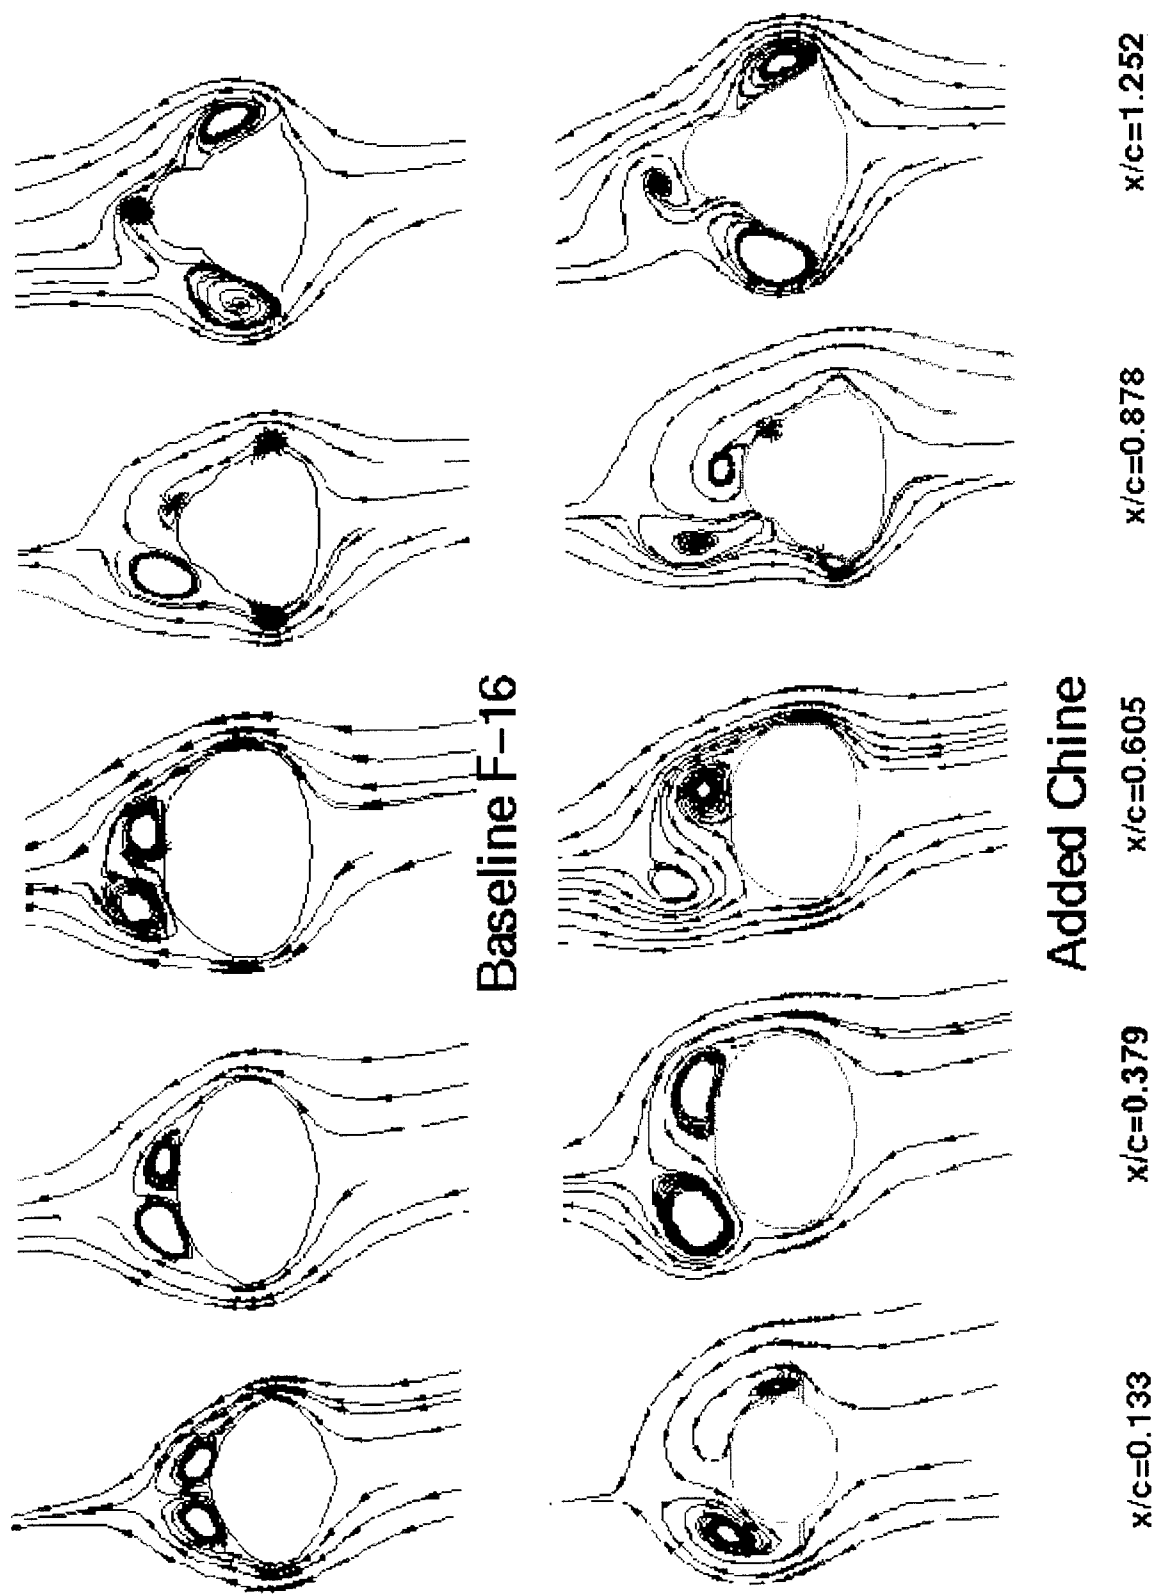 Baseline F-16
Added Chine
x/c=0.133
x/c=0.379
x/c=0.605
x/c=0.878
x/c=1.252